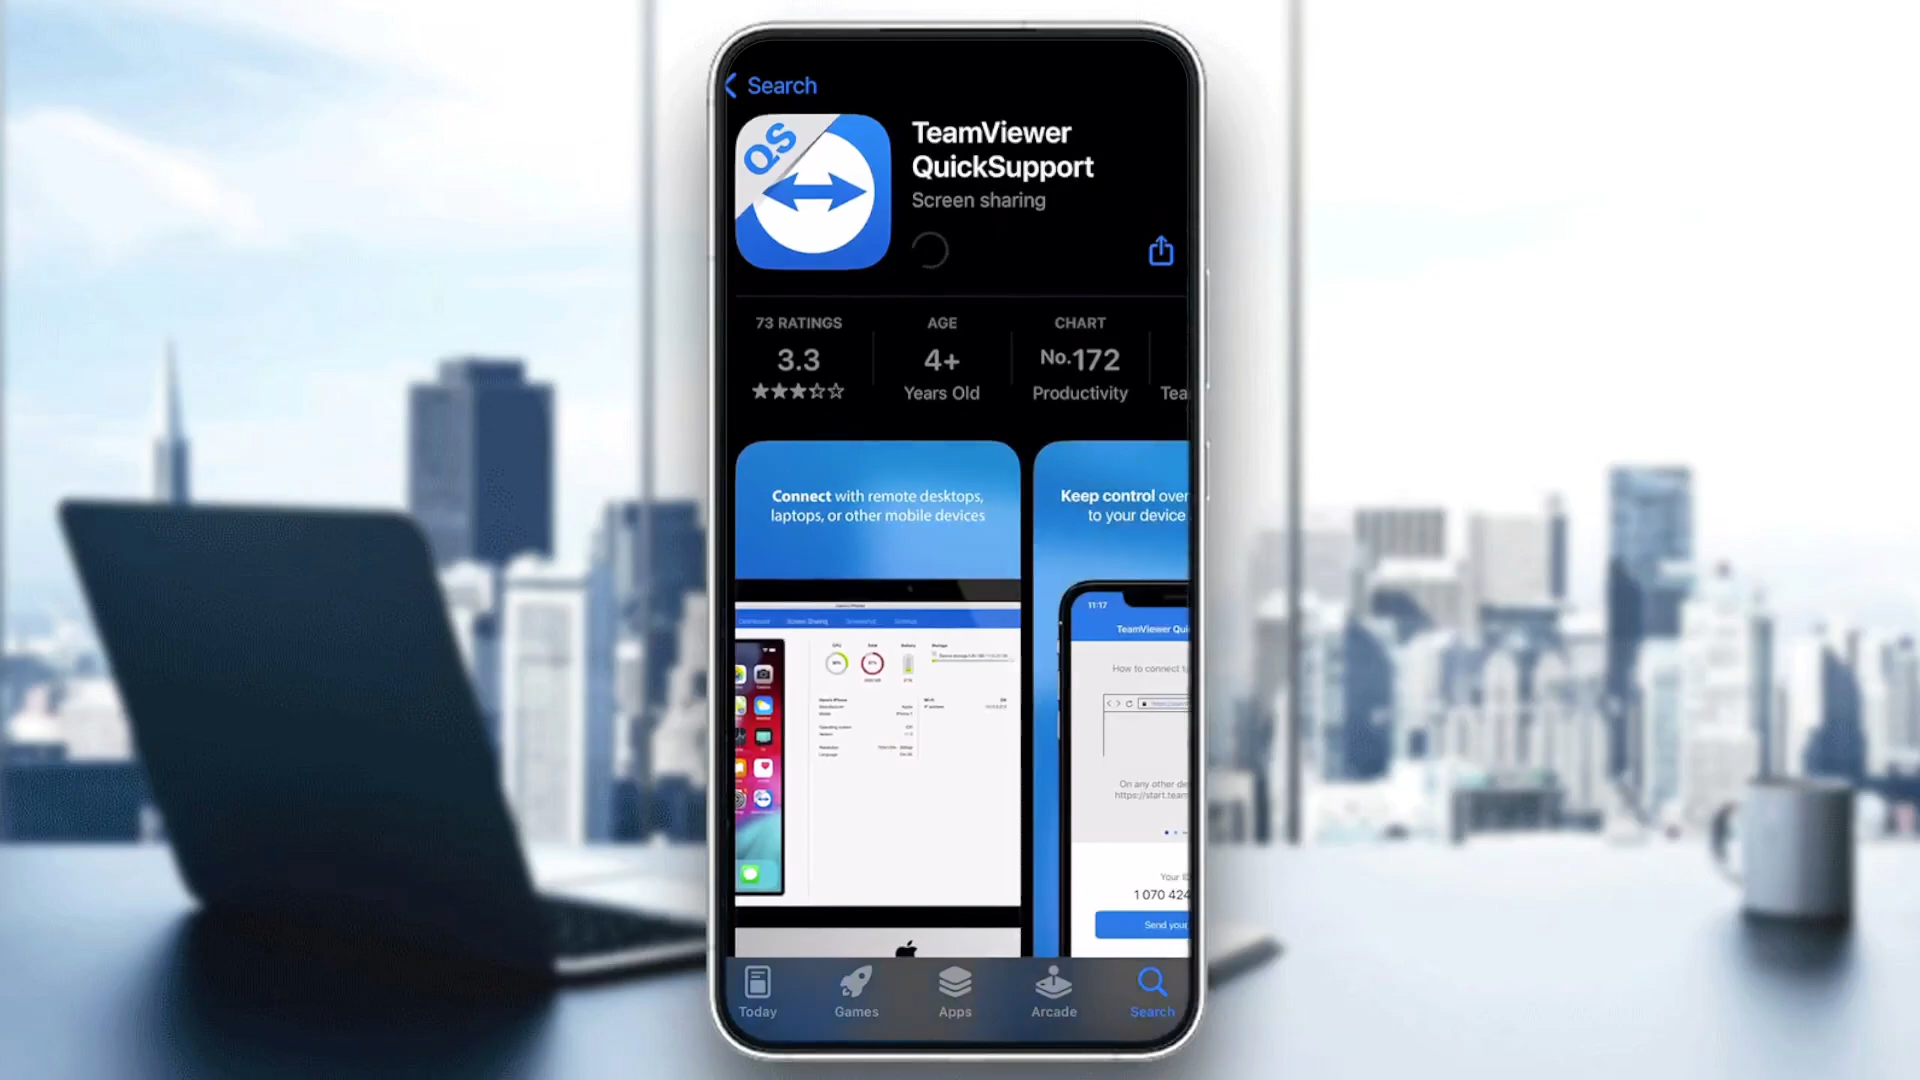 Search
QS
TeamViewer
QuickSupport
Screen sharing
73 RATINGS
3.3
★★★☆☆
AGE
4+
Years Old
CHART
No.172
Productivity
Tea
Connect with remote desktops,
laptops, or other mobile devices
Keep control over
to your device
Screen Sharing
11:17
TeamViewer Qui
How to connect t
On any other de
https://start.team
Your ID
1 070 424
Send your
Today
Games
Apps
Arcade
Search